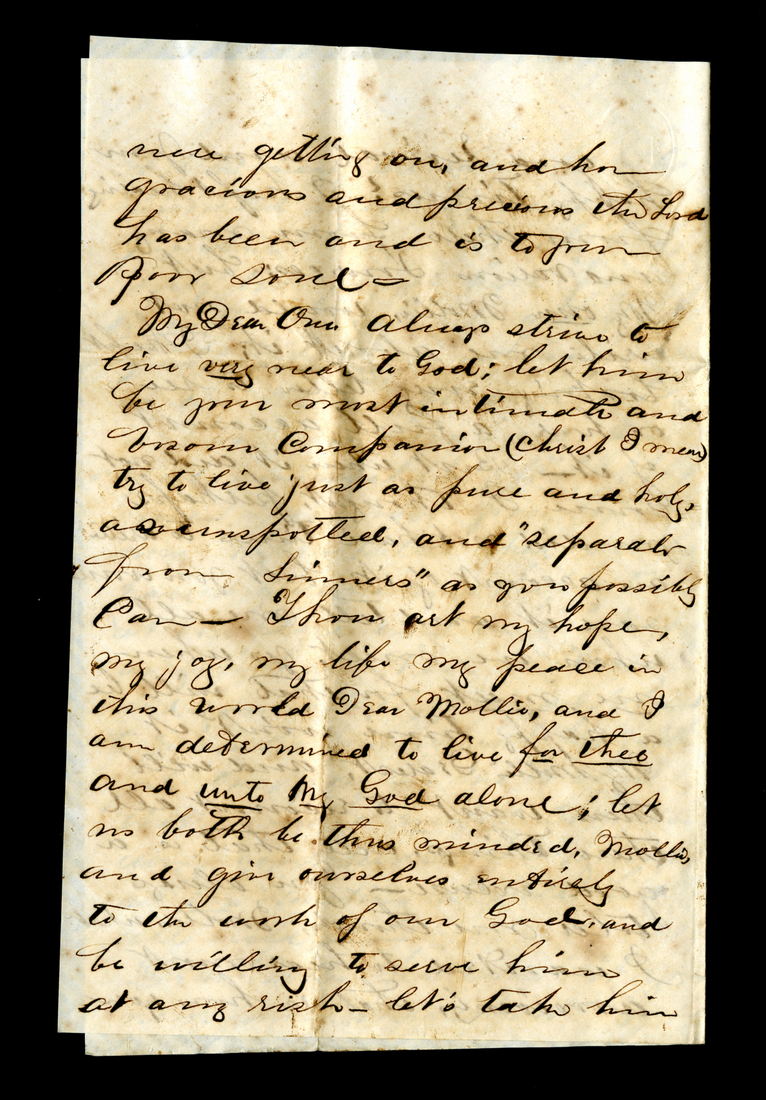 were getting on, and how
gracious and precious the Lord
has been and is to your
Poor soul =
My Dear One Always strive to
live very near to God; let him
be your most intimate and
bosom Companion (Christ I mean)
try to live just as pure and holy,
as unspotted, and "separate
from Sinners" as you possibly
Can — Thou art my hope,
my joy, my life my peace in
this world Dear Mollie, and I
am determined to live for thee
and unto My God alone; let
us both be thus minded, Mollie,
and give ourselves entirely
to the work of our God, and
be willing to serve him
at any risk — let's take him